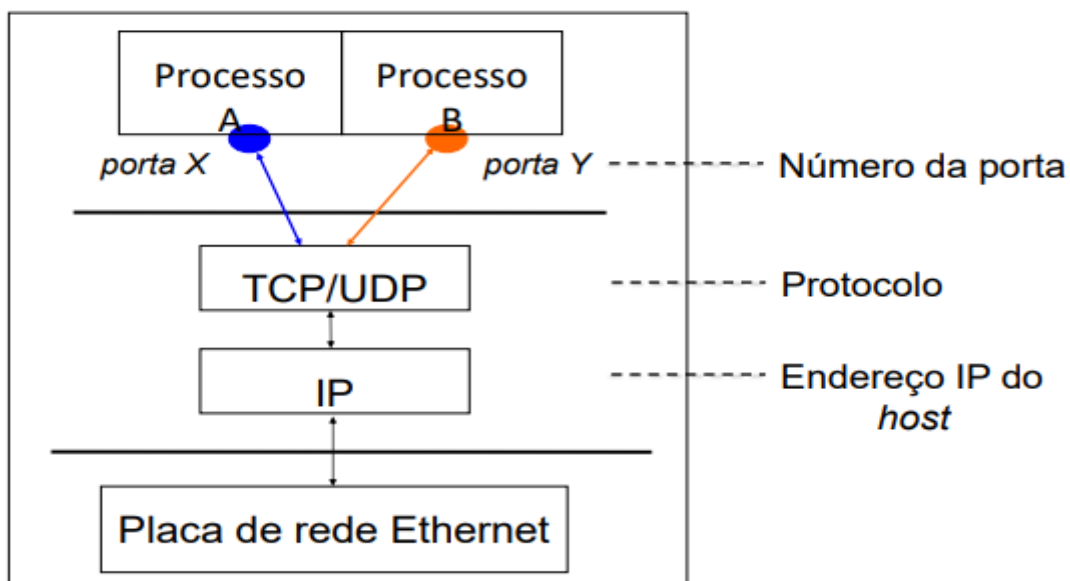 Processo
A
Processo
B
porta X
porta Y
Número da porta
TCP/UDP
Protocolo
IP
Endereço IP do
host
Placa de rede Ethernet